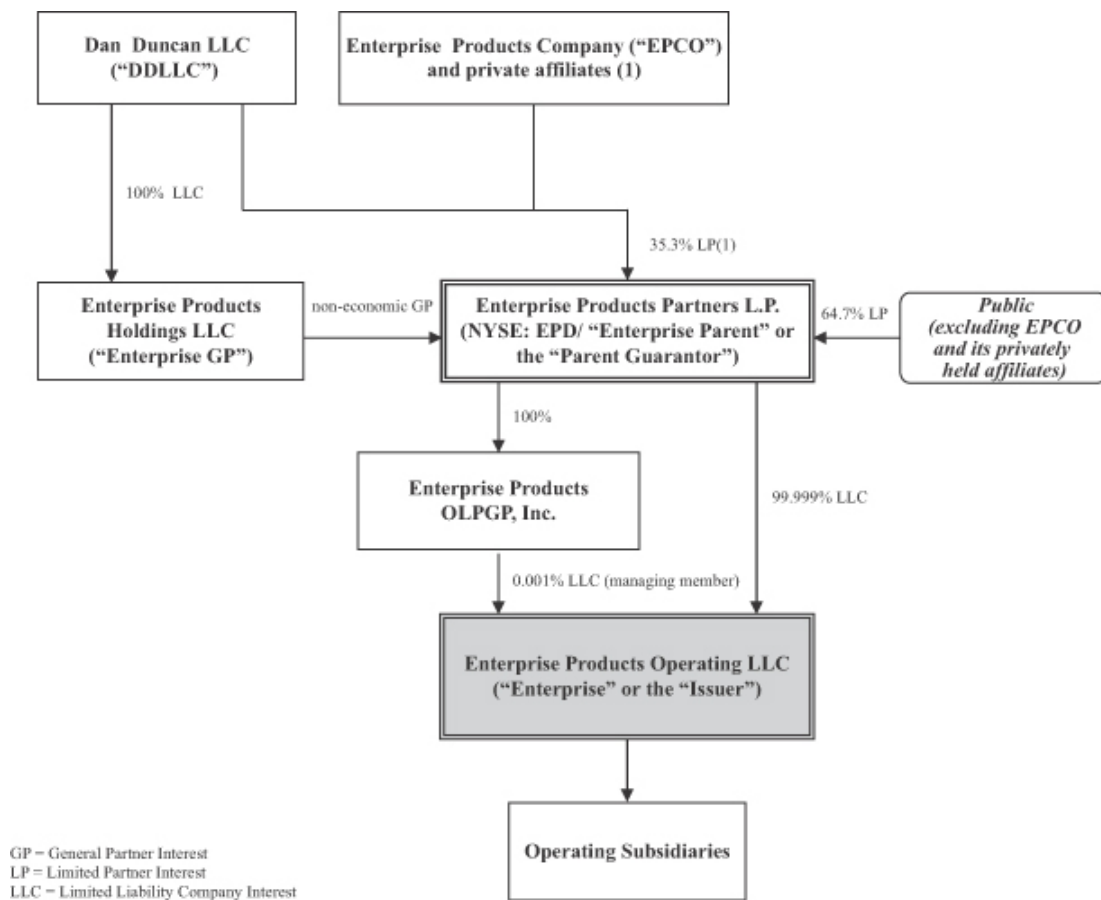 Dan Duncan LLC
(“DDLLC”)
Enterprise Products Company (“EPCO”)
and private affiliates (1)
100% LLC
35.3% LP(1)
Enterprise Products
Holdings LLC
(“Enterprise GP”)
non-economic GP
Enterprise Products Partners L.P.
(NYSE: EPD/ “Enterprise Parent” or
the “Parent Guarantor”)
64.7% LP
Public
(excluding EPCO
and its privately
held affiliates)
100%
Enterprise Products
OLPGP, Inc.
99.999% LLC
0.001% LLC (managing member)
Enterprise Products Operating LLC
(“Enterprise” or the “Issuer”)
Operating Subsidiaries
GP = General Partner Interest
LP = Limited Partner Interest
LLC = Limited Liability Company Interest